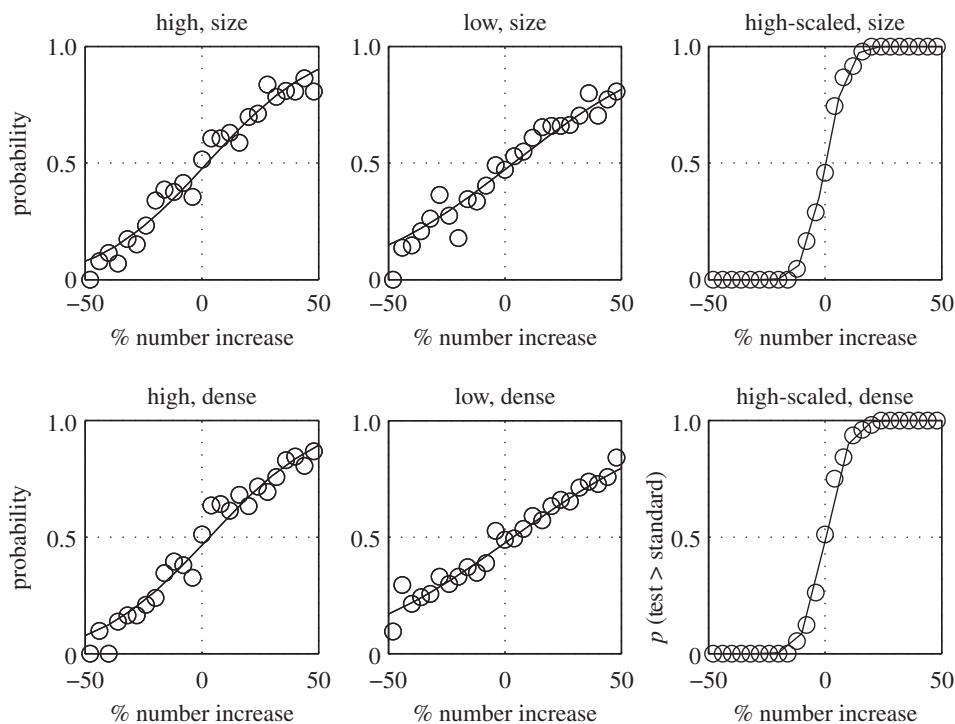 high, size
low, size
high-scaled, size
probability
1.0
0.5
0
−50
0
50
% number increase
1.0
0.5
0
−50
0
50
% number increase
1.0
0.5
0
−50
0
50
% number increase
high, dense
low, dense
high-scaled, dense
probability
1.0
0.5
0
−50
0
50
% number increase
1.0
0.5
0
−50
0
50
% number increase
p (test > standard)
1.0
0.5
0
−50
0
50
% number increase